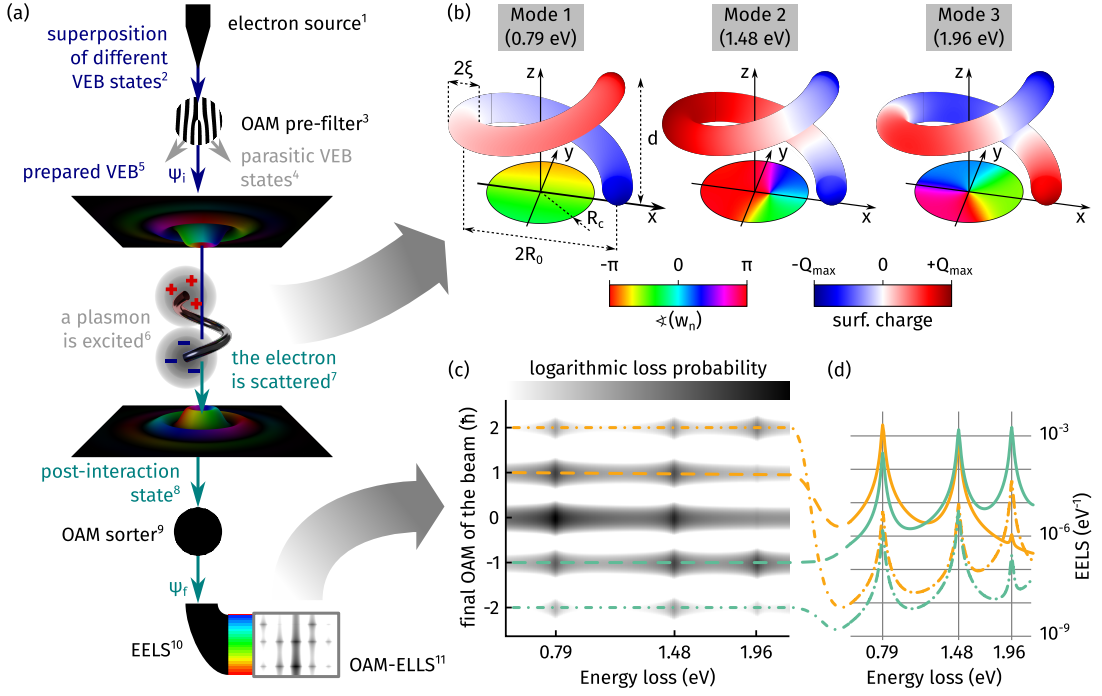 (a)
electron source¹
superposition
of different
VEB states²
OAM pre-filter³
prepared VEB⁵
ψi
parasitic VEB
states⁴
a plasmon
is excited⁶
+ + +
− − −
the electron
is scattered⁷
post-interaction
state⁸
OAM sorter⁹
ψf
EELS¹⁰
OAM-ELLS¹¹
(b)
Mode 1
(0.79 eV)
Mode 2
(1.48 eV)
Mode 3
(1.96 eV)
2ξ
z
d
y
x
Rc
2R₀
z
y
x
z
y
x
-π 0 π
∢(wn)
-Qmax 0 +Qmax
surf. charge
(c)
logarithmic loss probability
final OAM of the beam (ħ)
2
1
0
-1
-2
0.79 1.48 1.96
Energy loss (eV)
(d)
10⁻³
10⁻⁶
10⁻⁹
EELS (eV⁻¹)
0.79 1.48 1.96
Energy loss (eV)